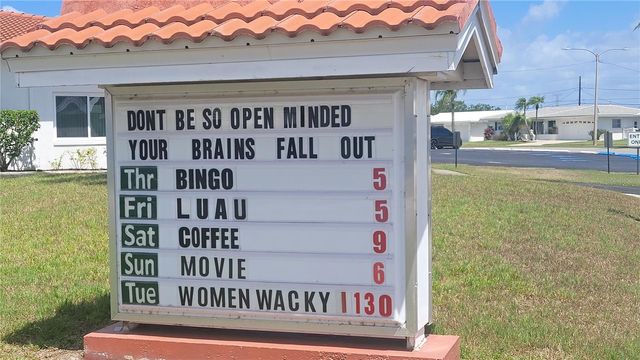 DONT BE SO OPEN MINDED
YOUR BRAINS FALL OUT
Thr BINGO 5
Fri LUAU 5
Sat COFFEE 9
Sun MOVIE 6
Tue WOMEN WACKY 1130